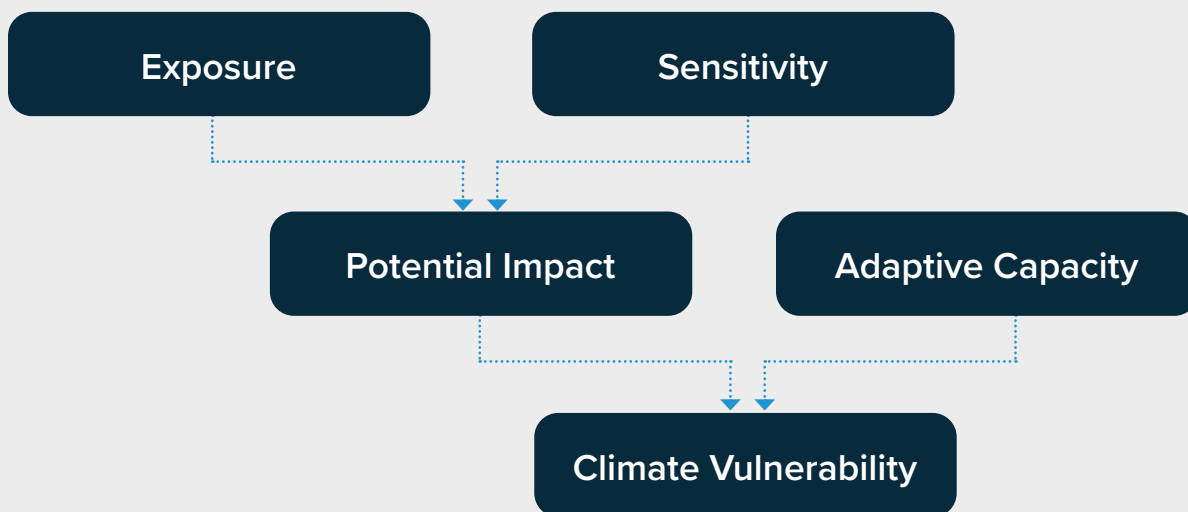 Exposure
Sensitivity
Potential Impact
Adaptive Capacity
Climate Vulnerability